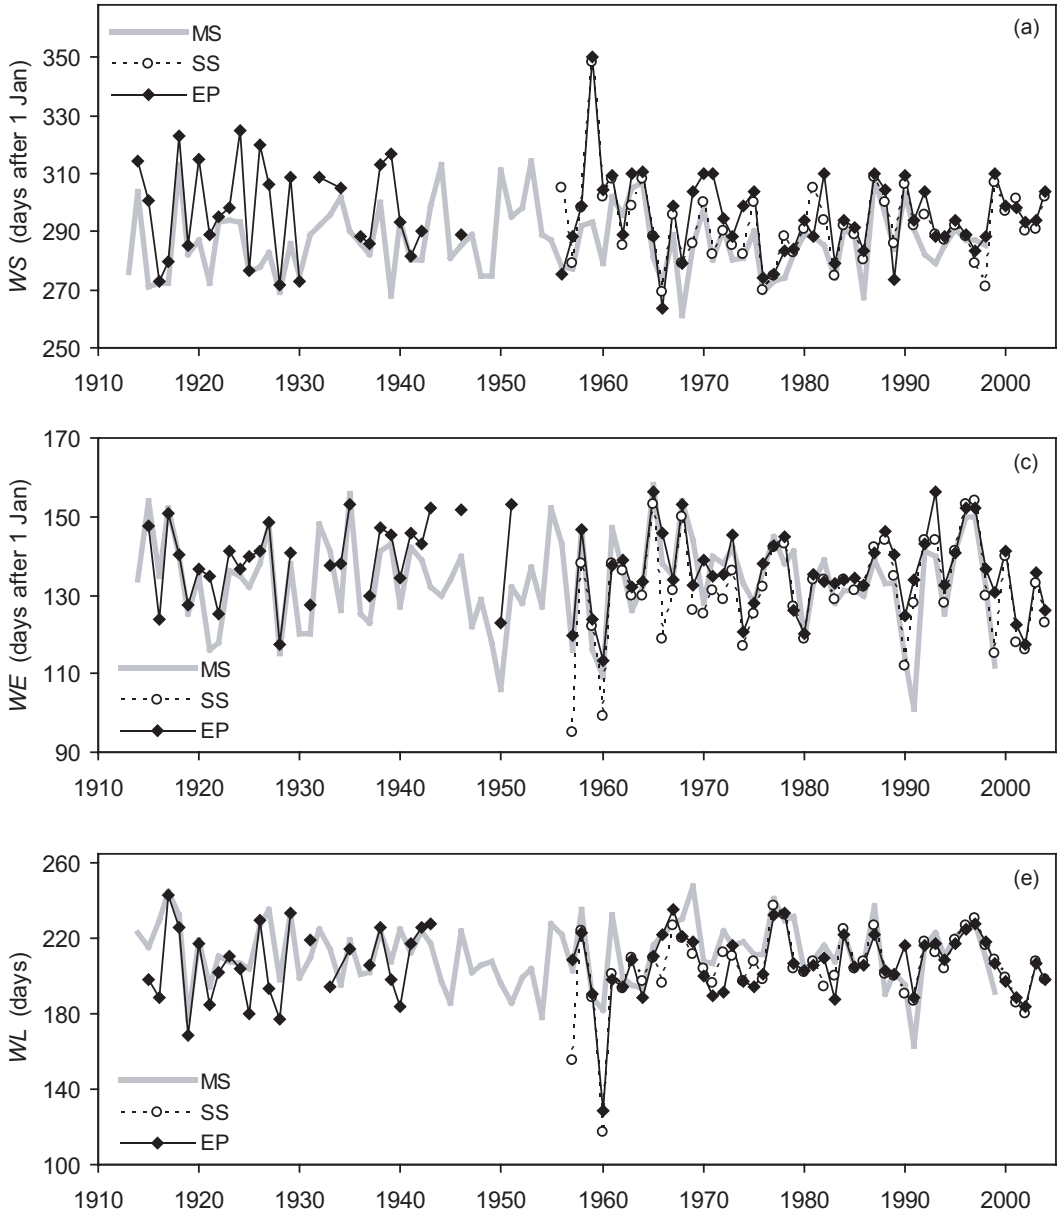 (a)
MS
SS
EP
WS (days after 1 Jan)
350
330
310
290
270
250
1910 1920 1930 1940 1950 1960 1970 1980 1990 2000
(c)
WE (days after 1 Jan)
170
150
130
110
90
MS
SS
EP
1910 1920 1930 1940 1950 1960 1970 1980 1990 2000
(e)
WL (days)
260
220
180
140
100
MS
SS
EP
1910 1920 1930 1940 1950 1960 1970 1980 1990 2000